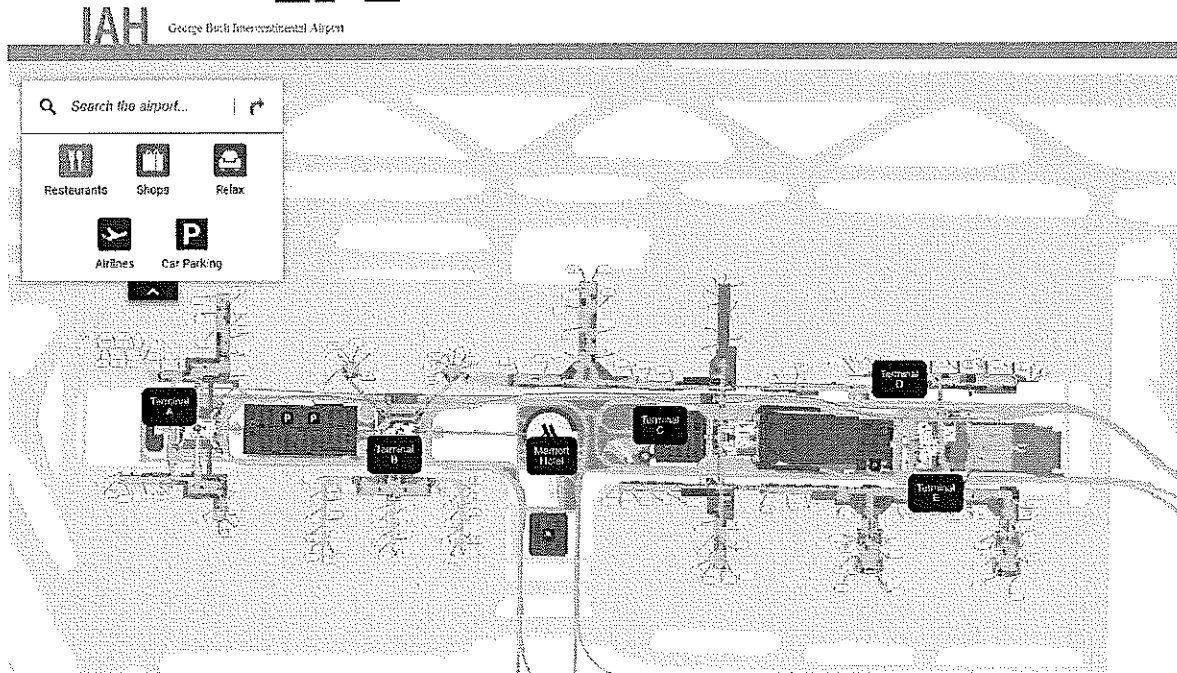 IAH
George Bush Intercontinental Airport
Search the airport...
Restaurants
Shops
Relax
Airlines
Car Parking
P
Terminal
A
P P
Terminal
B
Marriott
Hotel
Terminal
C
Terminal
D
Terminal
E